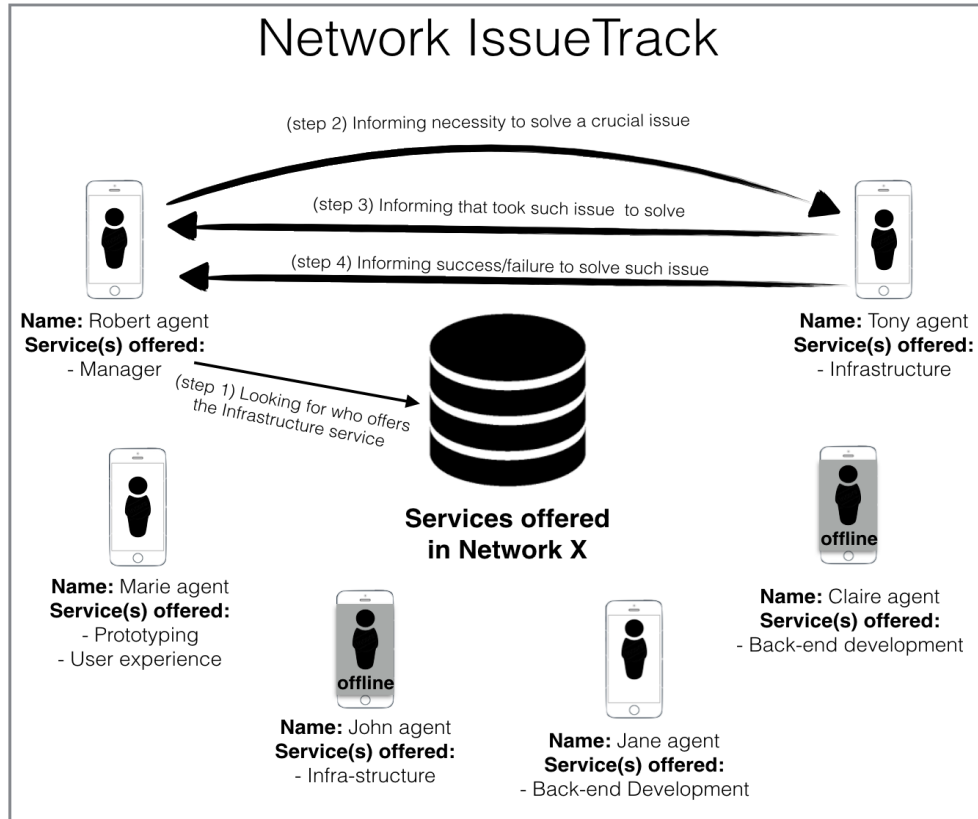 Network IssueTrack
(step 2) Informing necessity to solve a crucial issue
(step 3) Informing that took such issue to solve
(step 4) Informing success/failure to solve such issue
Name: Robert agent
Service(s) offered:
- Manager
Name: Tony agent
Service(s) offered:
- Infrastructure
(step 1) Looking for who offers
the Infrastructure service
Services offered
in Network X
offline
Name: Marie agent
Service(s) offered:
- Prototyping
- User experience
Name: Claire agent
Service(s) offered:
- Back-end development
offline
Name: John agent
Service(s) offered:
- Infra-structure
Name: Jane agent
Service(s) offered:
- Back-end Development